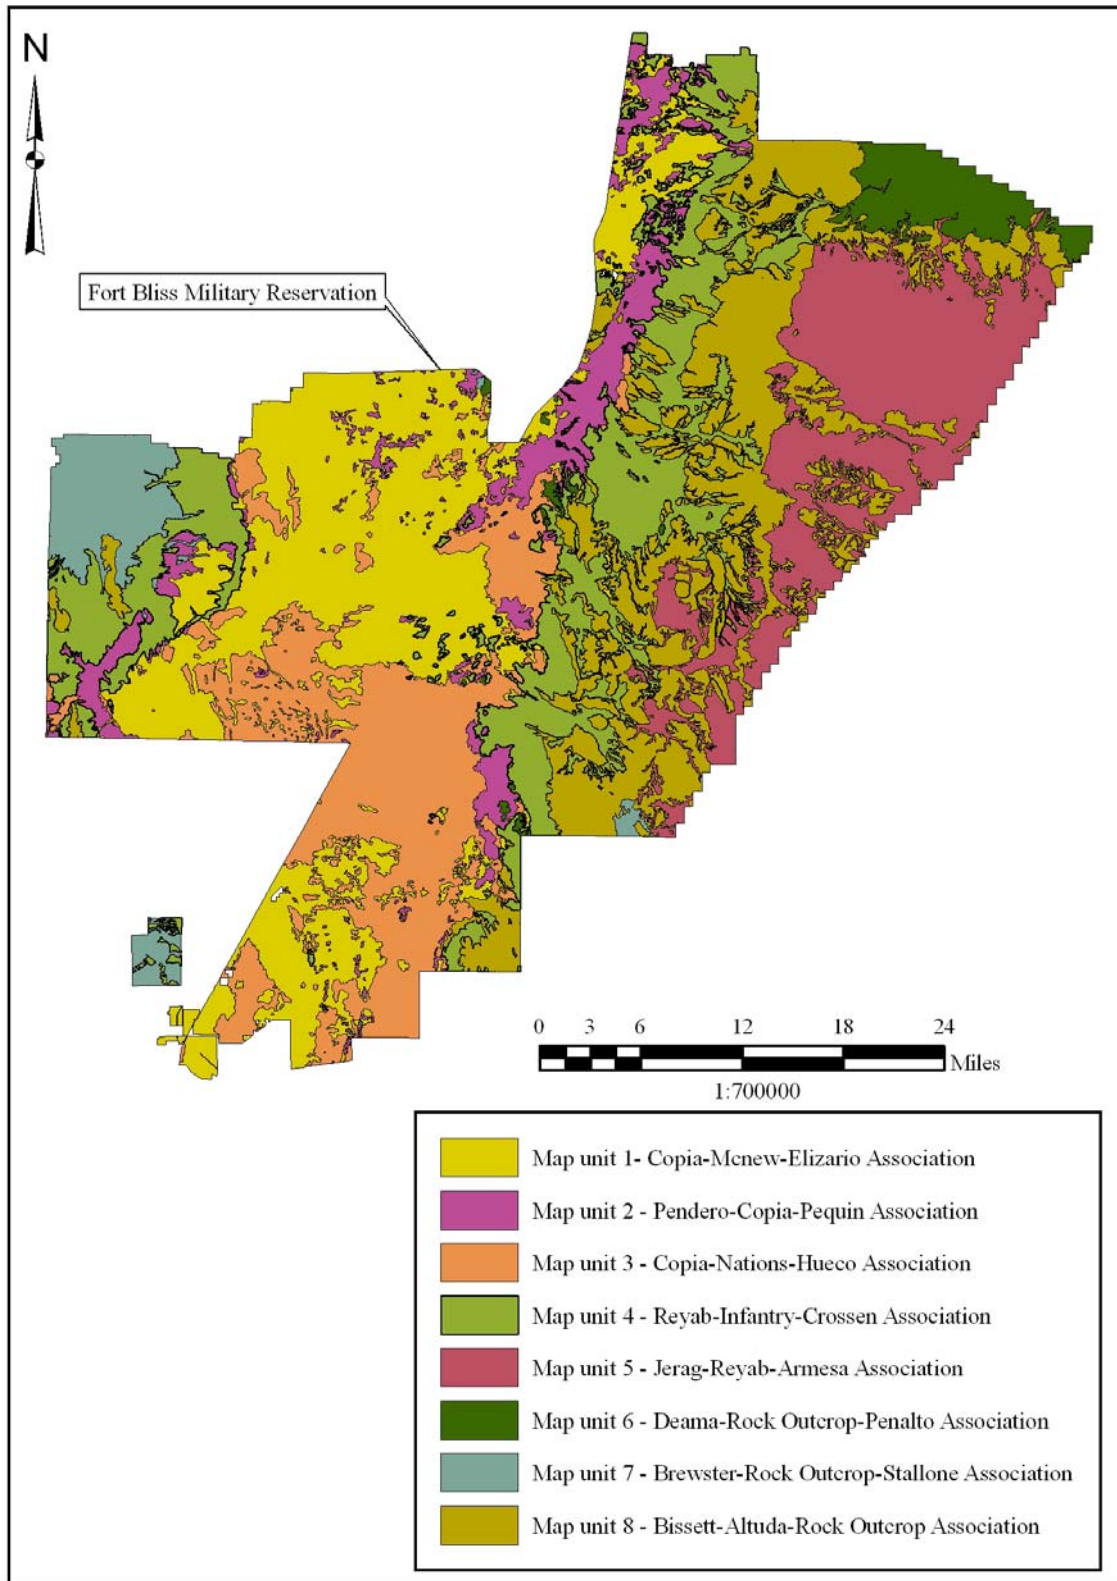 N
Fort Bliss Military Reservation
0 3 6 12 18 24
Miles
1:700000
Map unit 1- Copia-Mcnew-Elizario Association
Map unit 2 - Pendero-Copia-Pequin Association
Map unit 3 - Copia-Nations-Hueco Association
Map unit 4 - Reyab-Infantry-Crossen Association
Map unit 5 - Jerag-Reyab-Armesa Association
Map unit 6 - Deama-Rock Outcrop-Penalto Association
Map unit 7 - Brewster-Rock Outcrop-Stallone Association
Map unit 8 - Bissett-Altuda-Rock Outcrop Association